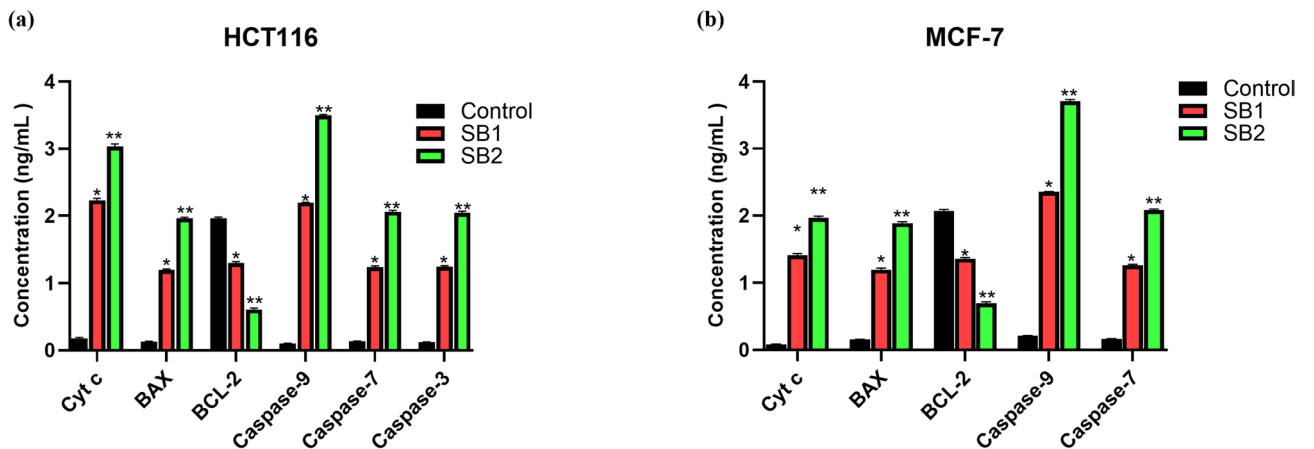 (a)
HCT116
Concentration (ng/mL )
4
3
2
1
0
* ** * ** * ** * ** * ** * **
Control
SB1
SB2
Cyt c
BAX
BCL-2
Caspase-9
Caspase-7
Caspase-3
(b)
MCF-7
Concentration (ng/mL )
4
3
2
1
0
* ** * ** * ** * ** * **
Control
SB1
SB2
Cyt c
BAX
BCL-2
Caspase-9
Caspase-7